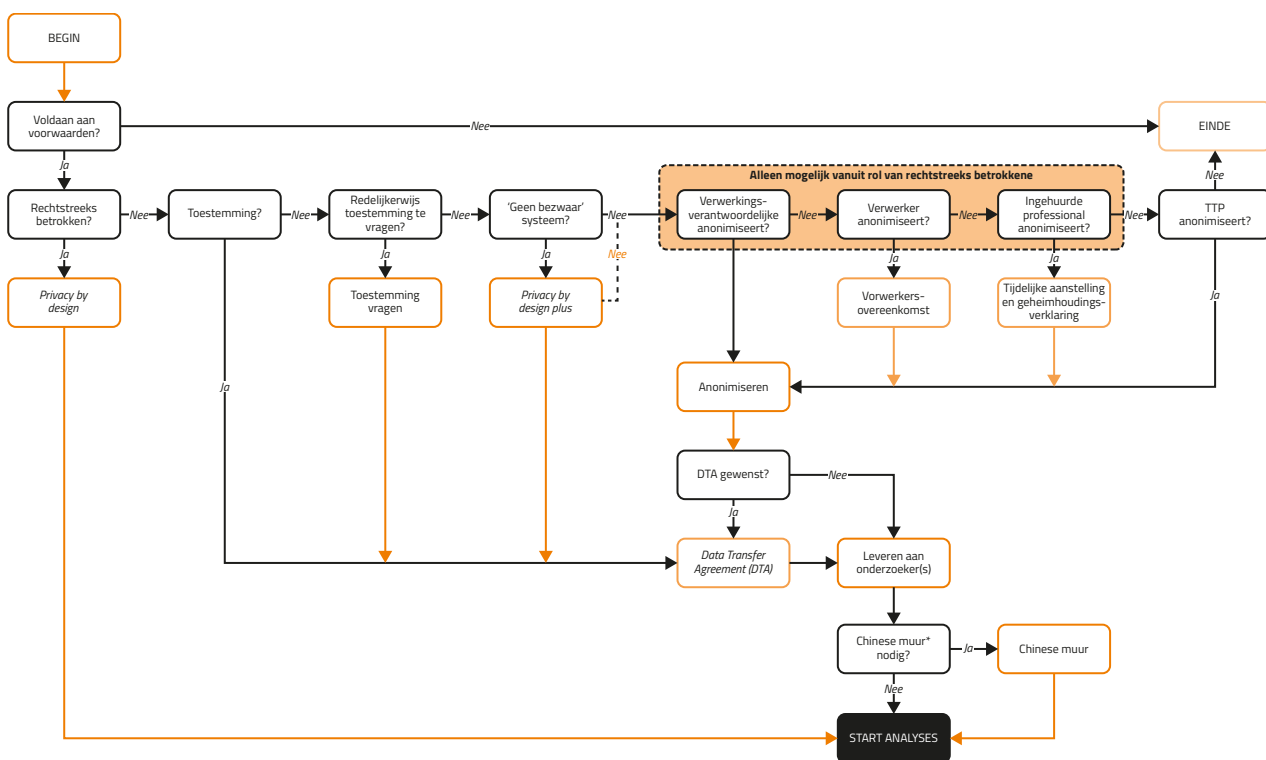 BEGIN
Voldaan aan
voorwaarden?
Nee
EINDE
Ja
Nee
Alleen mogelijk vanuit rol van rechtstreeks betrokkene
Rechtstreeks
betrokken?
Nee
Toestemming?
Nee
Redelijkerwijs
toestemming te
vragen?
Nee
'Geen bezwaar'
systeem?
Nee
Verwerkings-
verantwoordelijke
anonimiseert?
Nee
Verwerker
anonimiseert?
Nee
Ingehuurde
professional
anonimiseert?
Nee
TTP
anonimiseert?
Ja
Ja
Ja
Nee
Ja
Ja
Privacy by
design
Toestemming
vragen
Privacy by
design plus
Vorwerkers-
overeenkomst
Tijdelijke aanstelling
en geheimhoudings-
verklaring
Ja
Ja
Anonimiseren
DTA gewenst?
Nee
Ja
Data Transfer
Agreement (DTA)
Leveren aan
onderzoeker(s)
Chinese muur*
nodig?
Ja
Chinese muur
Nee
START ANALYSES